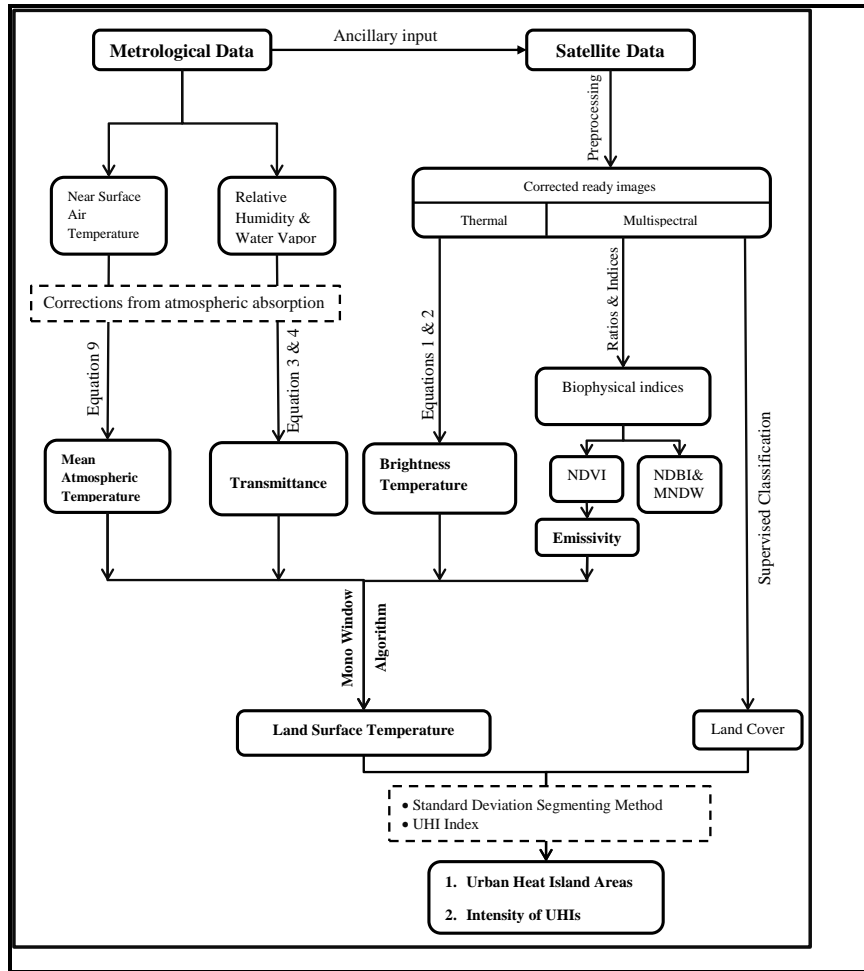 Metrological Data
Ancillary input
Satellite Data
Preprocessing
Near Surface
Air
Temperature
Relative
Humidity &
Water Vapor
Corrected ready images
Thermal
Multispectral
Corrections from atmospheric absorption
Equation 9
Equation 3 & 4
Equations 1 & 2
Ratios & Indices
Supervised Classification
Biophysical indices
Mean
Atmospheric
Temperature
Transmittance
Brightness
Temperature
NDVI
NDBI&
MNDW
Emissivity
Mono Window
Algorithm
Land Surface Temperature
Land Cover
• Standard Deviation Segmenting Method
• UHI Index
1. Urban Heat Island Areas
2. Intensity of UHIs